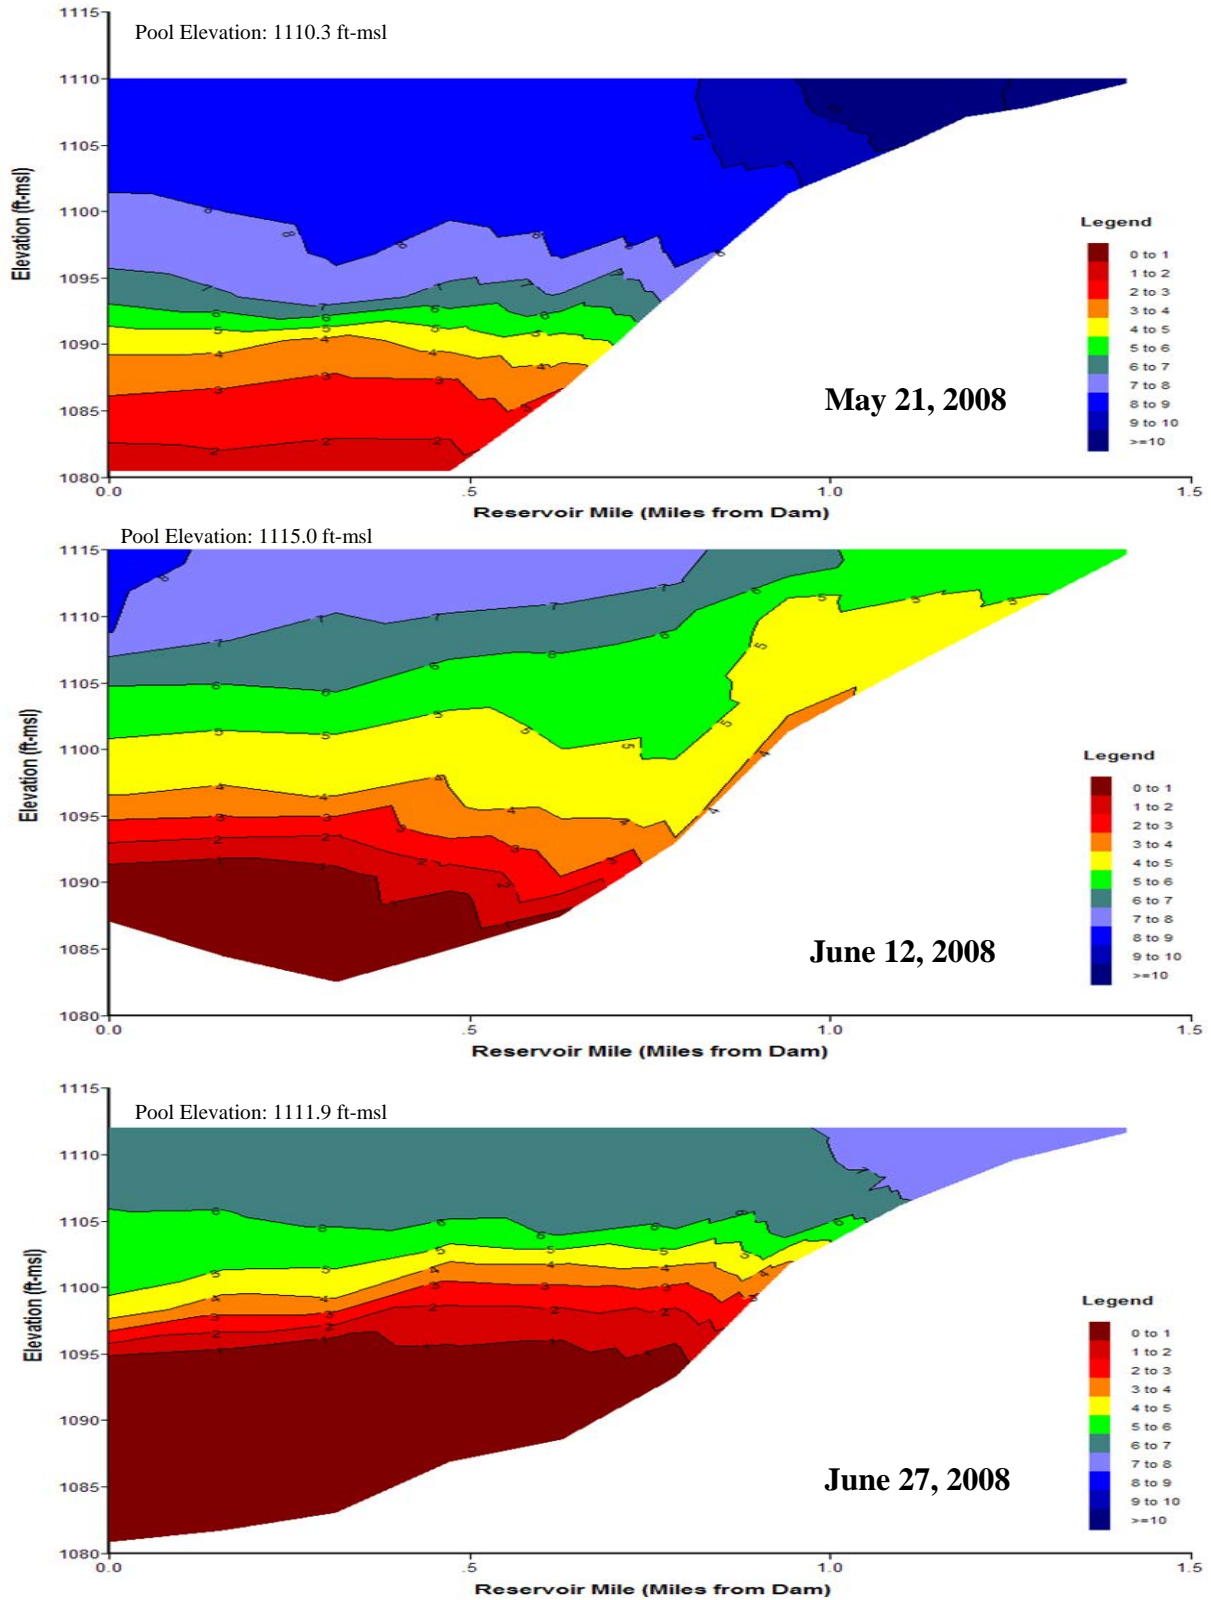 1115
Pool Elevation: 1110.3 ft-msl
1110
1105
1100
1095
1090
1085
1080
Elevation (ft-msl)
0.0
.5
1.0
1.5
Reservoir Mile (Miles from Dam)
May 21, 2008
Legend
0 to 1
1 to 2
2 to 3
3 to 4
4 to 5
5 to 6
6 to 7
7 to 8
8 to 9
9 to 10
>=10
Pool Elevation: 1115.0 ft-msl
1115
1110
1105
1100
1095
1090
1085
1080
Elevation (ft-msl)
0.0
.5
1.0
1.5
Reservoir Mile (Miles from Dam)
June 12, 2008
Legend
0 to 1
1 to 2
2 to 3
3 to 4
4 to 5
5 to 6
6 to 7
7 to 8
8 to 9
9 to 10
>=10
1115
Pool Elevation: 1111.9 ft-msl
1110
1105
1100
1095
1090
1085
1080
Elevation (ft-msl)
0.0
.5
1.0
1.5
Reservoir Mile (Miles from Dam)
June 27, 2008
Legend
0 to 1
1 to 2
2 to 3
3 to 4
4 to 5
5 to 6
6 to 7
7 to 8
8 to 9
9 to 10
>=10